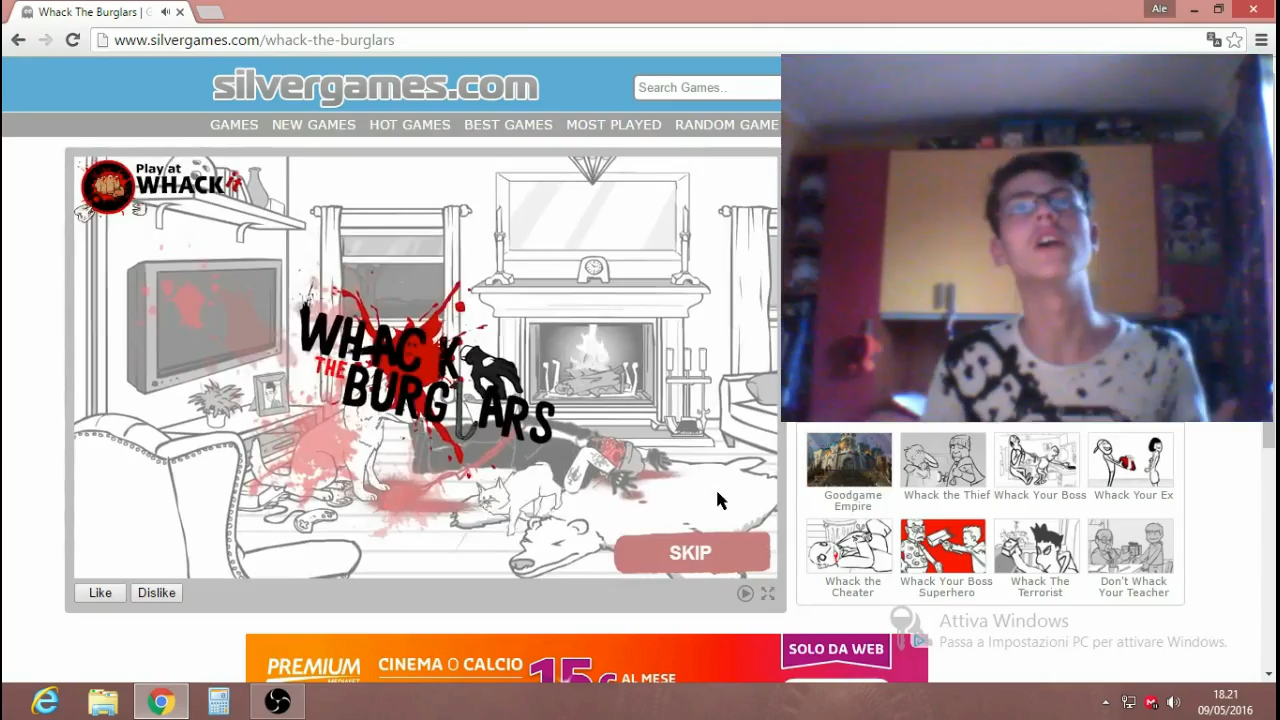 Whack The Burglars | G
Ale
www.silvergames.com/whack-the-burglars
silvergames.com
Search Games..
GAMES NEW GAMES HOT GAMES BEST GAMES MOST PLAYED RANDOM GAME
Play at
WHACK it
WHACK
THE
BURGLARS
SKIP
Like Dislike
Goodgame
Empire
Whack the Thief
Whack Your Boss
Whack Your Ex
Whack the
Cheater
Whack Your Boss
Superhero
Whack The
Terrorist
Don't Whack
Your Teacher
Attiva Windows
Passa a Impostazioni PC per attivare Windows.
PREMIUM
MEDIASET
CINEMA O CALCIO
15€
AL MESE
SOLO DA WEB
18.21
09/05/2016